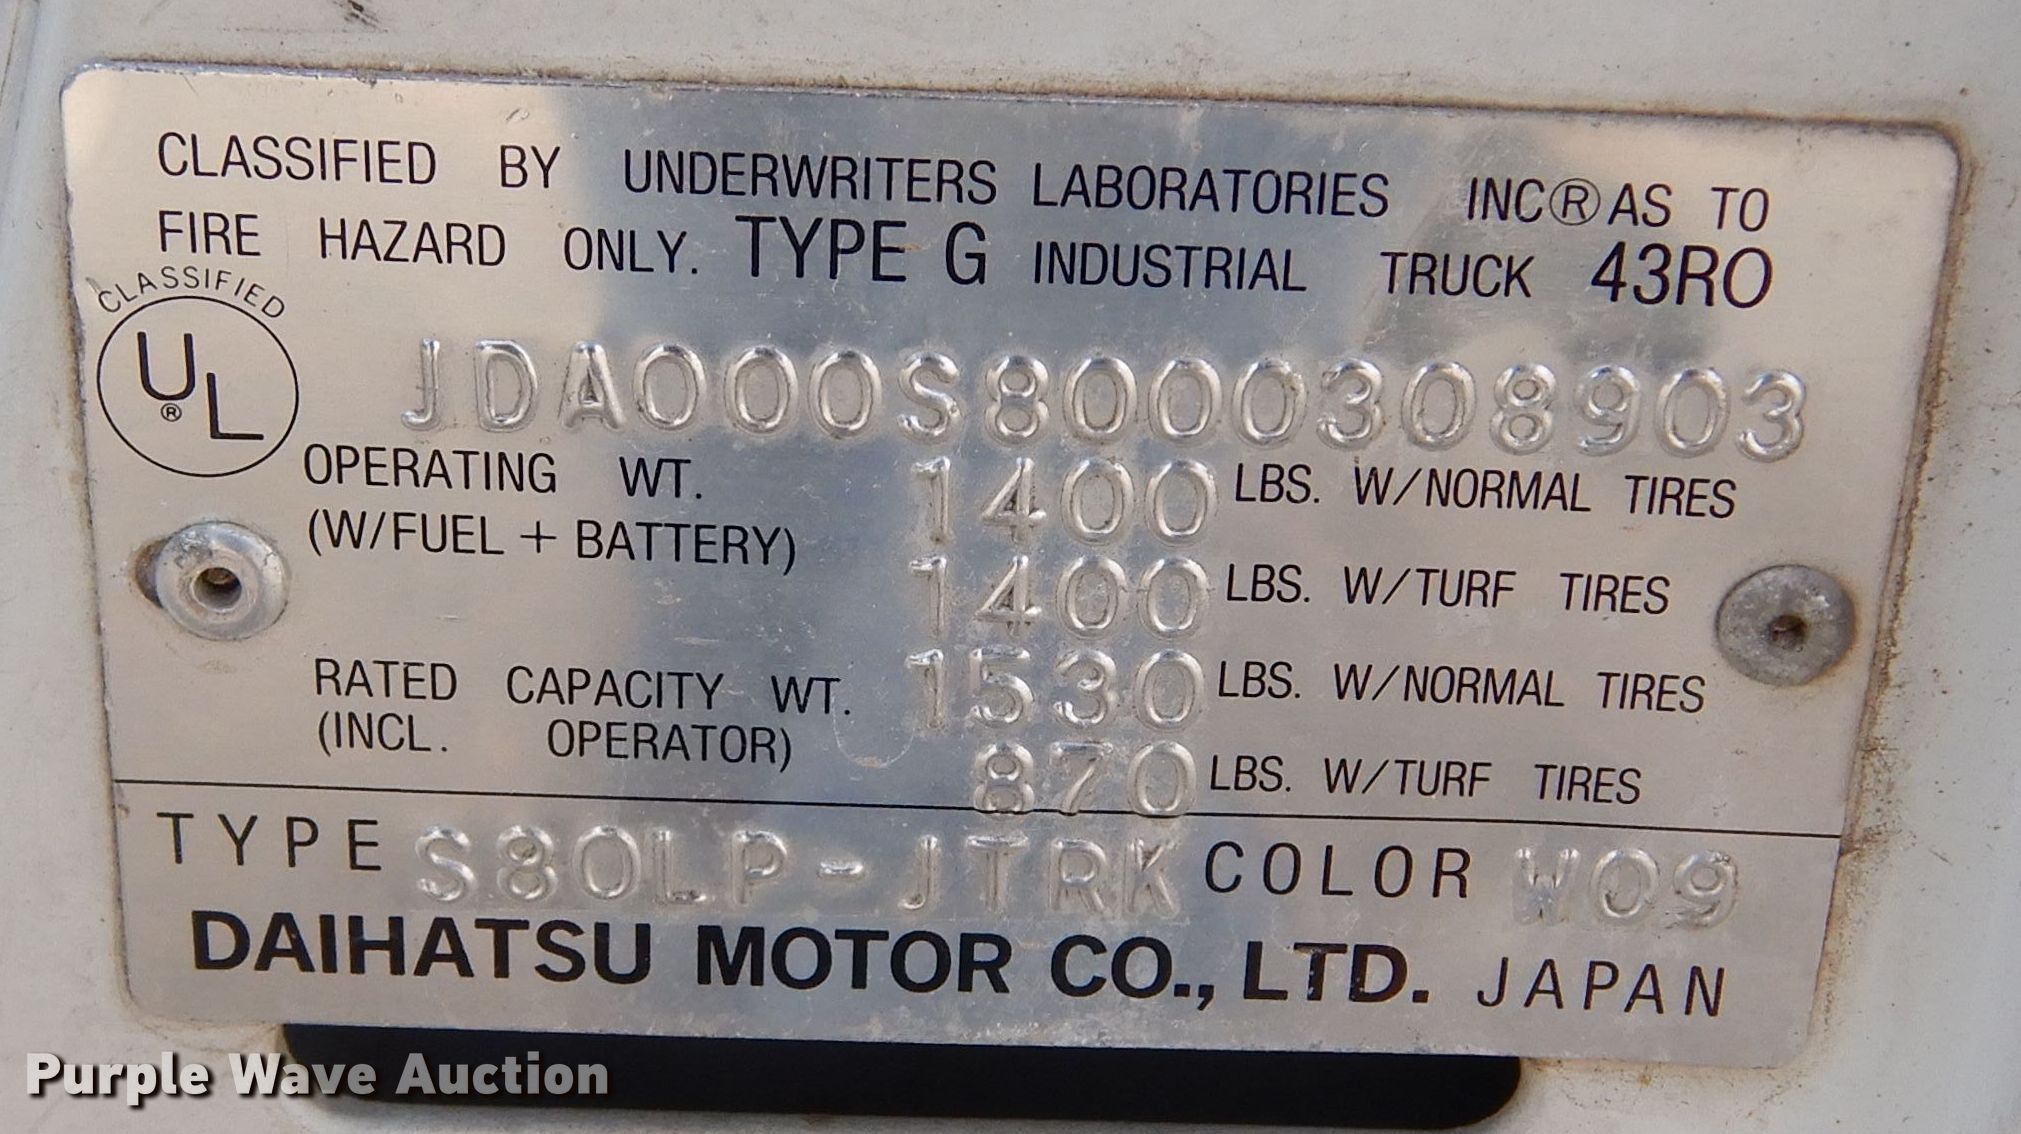 CLASSIFIED BY UNDERWRITERS LABORATORIES INC®AS TO
FIRE HAZARD ONLY. TYPE G INDUSTRIAL TRUCK 43RO
CLASSIFIED
UL®
JDA000S8000308903
OPERATING WT. 1400 LBS. W/NORMAL TIRES
(W/FUEL + BATTERY)
1400 LBS. W/TURF TIRES
RATED CAPACITY WT. 1530 LBS. W/NORMAL TIRES
(INCL. OPERATOR)
870 LBS. W/TURF TIRES
TYPE S80LP-JTRK COLOR W09
DAIHATSU MOTOR CO., LTD. JAPAN
Purple Wave Auction